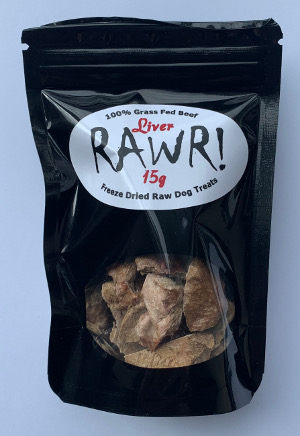 100% Grass Fed Beef
Liver
RAWR!
15g
Freeze Dried Raw Dog Treats